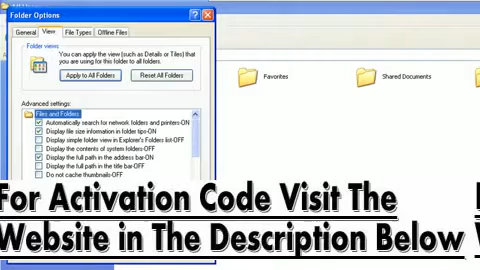 Folder Options
General View File Types Offline Files
Folder views
You can apply the view (such as Details or Tiles) that
you are using for this folder to all folders.
Apply to All Folders Reset All Folders
Advanced settings:
Files and Folders
Automatically search for network folders and printers-ON
Display file size information in folder tips-ON
Display simple folder view in Explorer's Folders list-OFF
Display the contents of system folders-OFF
Display the full path in the address bar-ON
Display the full path in the title bar-OFF
Do not cache thumbnails-OFF
Favorites
Shared Documents
For Activation Code Visit The
Website in The Description Below